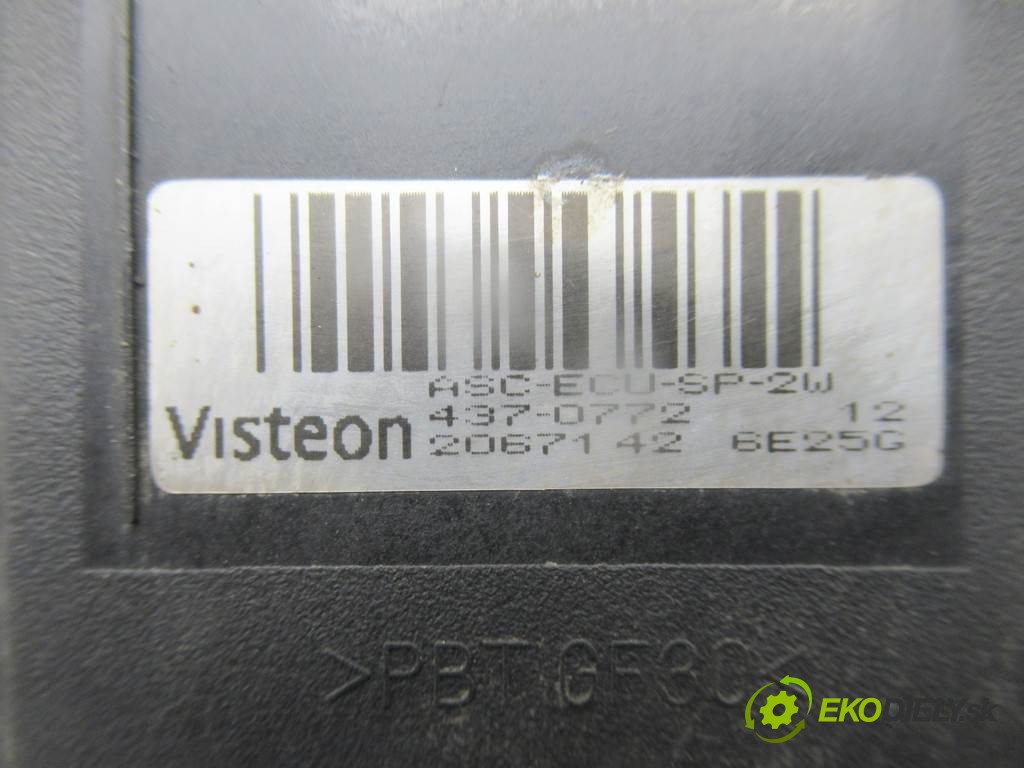 ASC-ECU-SP-2W
Visteon 437-0772 12
2067142 6E25G
>PBT GF30<
EKODIELY.sk